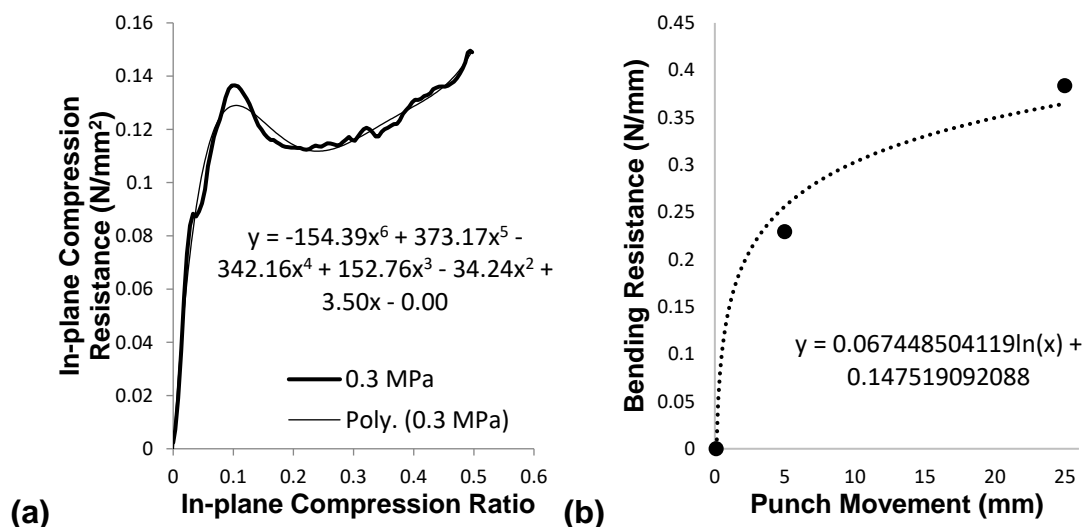 0.16
0.14
0.12
0.1
0.08
0.06
0.04
0.02
0
0 0.1 0.2 0.3 0.4 0.5 0.6
In-plane Compression
Resistance (N/mm²)
In-plane Compression Ratio
y = -154.39x⁶ + 373.17x⁵ -
342.16x⁴ + 152.76x³ - 34.24x² +
3.50x - 0.00
0.3 MPa
Poly. (0.3 MPa)
(a)
0.45
0.4
0.35
0.3
0.25
0.2
0.15
0.1
0.05
0
0 5 10 15 20 25
Bending Resistance (N/mm)
Punch Movement (mm)
y = 0.067448504119ln(x) +
0.147519092088
(b)